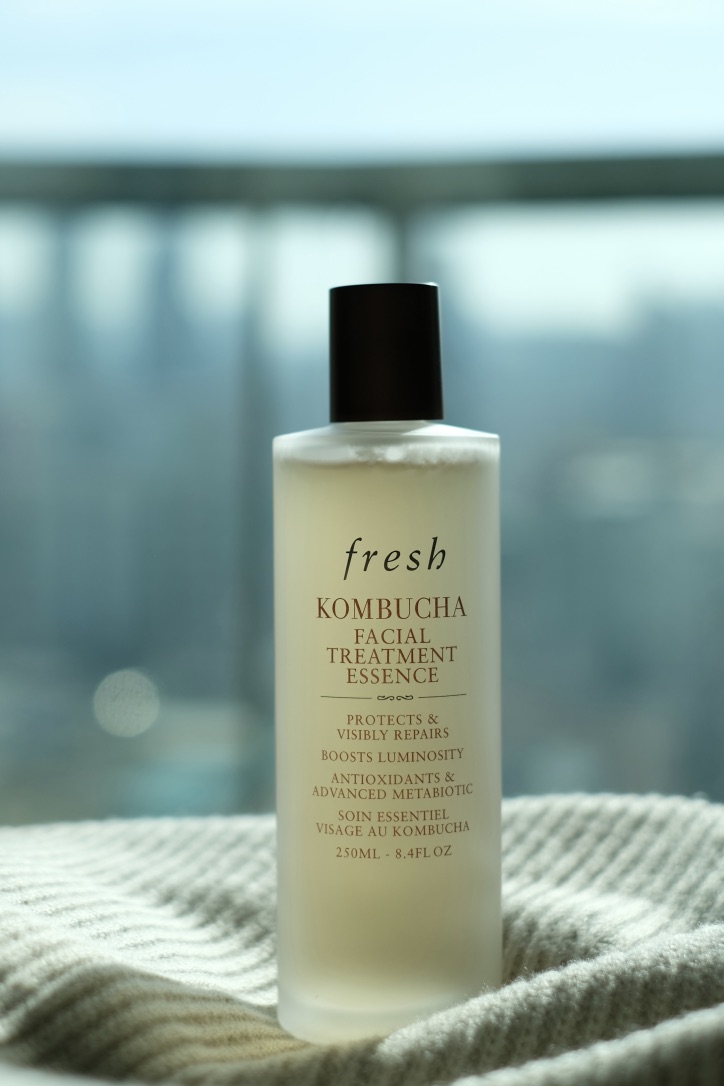 fresh
KOMBUCHA
FACIAL
TREATMENT
ESSENCE
PROTECTS &
VISIBLY REPAIRS
BOOSTS LUMINOSITY
ANTIOXIDANTS &
ADVANCED METABIOTIC
SOIN ESSENTIEL
VISAGE AU KOMBUCHA
250ML - 8.4FL OZ